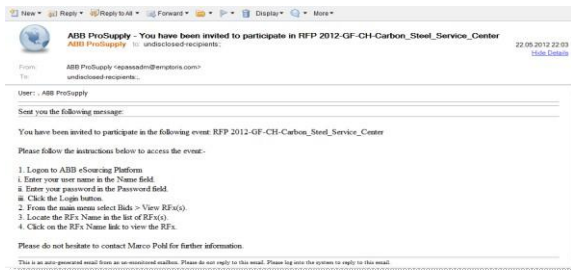 New Reply Reply to All Forward Display More
ABB ProSupply - You have been invited to participate in RFP 2012-GF-CH-Carbon_Steel_Service_Center
ABB ProSupply to: undisclosed-recipients:
22.05.2012 22:03
Hide Details
From: ABB ProSupply <epassadm@emptoris.com>
To: undisclosed-recipients:,
User: , ABB ProSupply
Sent you the following message:
You have been invited to participate in the following event: RFP 2012-GF-CH-Carbon_Steel_Service_Center
Please follow the instructions below to access the event:-
1. Logon to ABB eSourcing Platform
i. Enter your user name in the Name field.
ii. Enter your password in the Password field.
iii. Click the Login button.
2. From the main menu select Bids > View RFx(s).
3. Locate the RFx Name in the list of RFx(s).
4. Click on the RFx Name link to view the RFx.
Please do not hesitate to contact Marco Pohl for further information.
This is an auto-generated email from an un-monitored mailbox. Please do not reply to this email. Please log into the system to reply to this email.